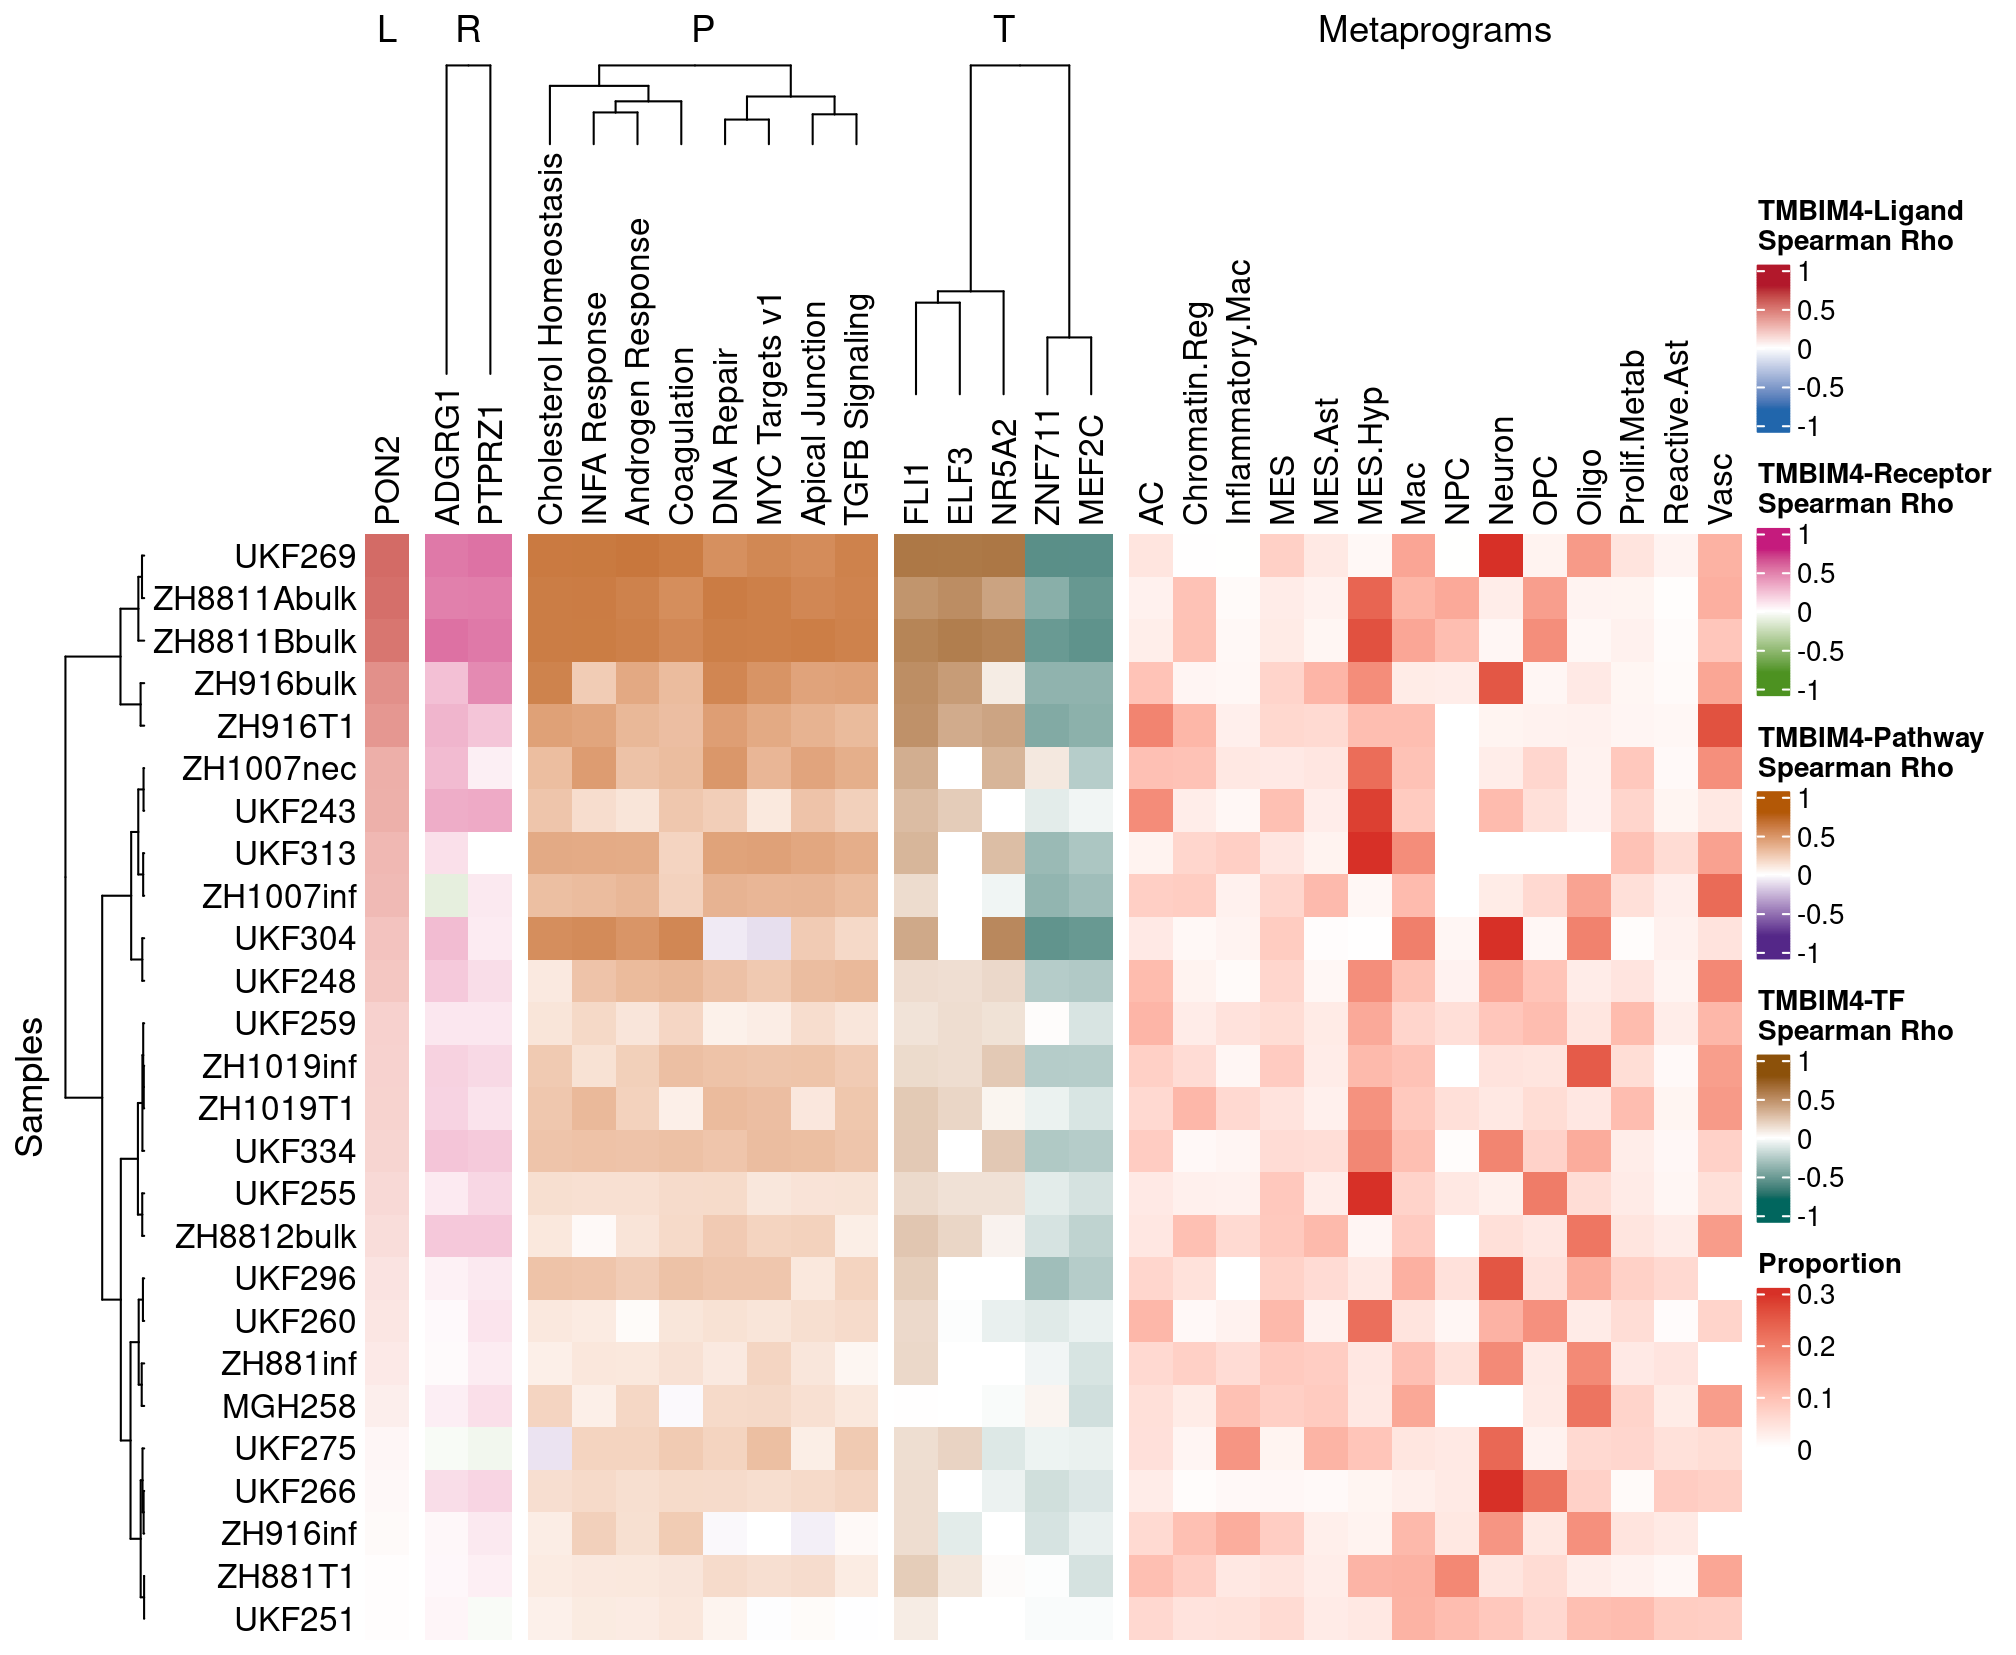 L R P T Metaprograms
PON2
ADGRG1
PTPRZ1
Cholesterol Homeostasis
INFA Response
Androgen Response
Coagulation
DNA Repair
MYC Targets v1
Apical Junction
TGFB Signaling
FLI1
ELF3
NR5A2
ZNF711
MEF2C
AC
Chromatin.Reg
Inflammatory.Mac
MES
MES.Ast
MES.Hyp
Mac
NPC
Neuron
OPC
Oligo
Prolif.Metab
Reactive.Ast
Vasc
Samples
UKF269
ZH8811Abulk
ZH8811Bbulk
ZH916bulk
ZH916T1
ZH1007nec
UKF243
UKF313
ZH1007inf
UKF304
UKF248
UKF259
ZH1019inf
ZH1019T1
UKF334
UKF255
ZH8812bulk
UKF296
UKF260
ZH881inf
MGH258
UKF275
UKF266
ZH916inf
ZH881T1
UKF251
TMBIM4-Ligand
Spearman Rho
1
0.5
0
-0.5
-1
TMBIM4-Receptor
Spearman Rho
1
0.5
0
-0.5
-1
TMBIM4-Pathway
Spearman Rho
1
0.5
0
-0.5
-1
TMBIM4-TF
Spearman Rho
1
0.5
0
-0.5
-1
Proportion
0.3
0.2
0.1
0